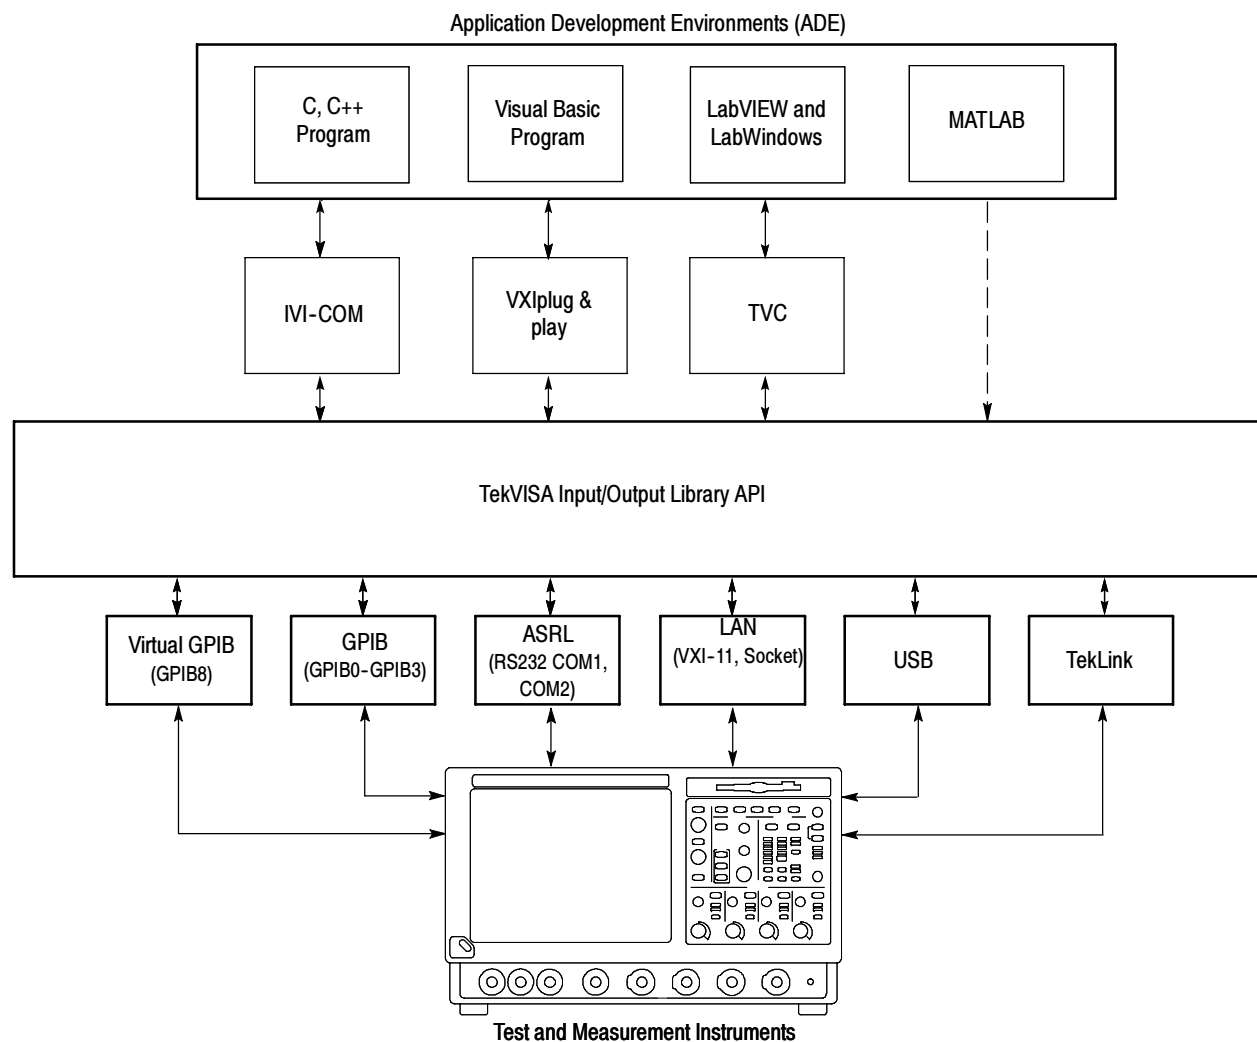 Application Development Environments (ADE)
C, C++
Program
Visual Basic
Program
LabVIEW and
LabWindows
MATLAB
IVI-COM
VXIplug &
play
TVC
TekVISA Input/Output Library API
Virtual GPIB
(GPIB8)
GPIB
(GPIB0-GPIB3)
ASRL
(RS232 COM1,
COM2)
LAN
(VXI-11, Socket)
USB
TekLink
Test and Measurement Instruments